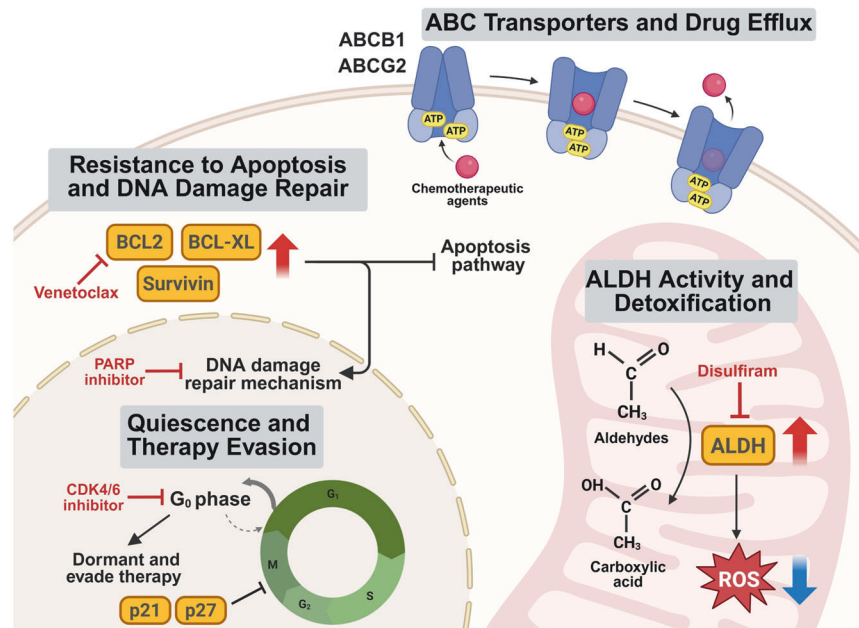 ABC Transporters and Drug Efflux
ABCB1
ABCG2
ATP
ATP
Chemotherapeutic
agents
ATP
ATP
ATP
ATP
Resistance to Apoptosis
and DNA Damage Repair
BCL2
BCL-XL
Survivin
Venetoclax
Apoptosis
pathway
PARP
inhibitor
DNA damage
repair mechanism
Quiescence and
Therapy Evasion
CDK4/6
inhibitor
G₀ phase
Dormant and
evade therapy
p21
p27
G₁
S
G₂
M
ALDH Activity and
Detoxification
H
O
C
CH₃
Aldehydes
OH
O
C
CH₃
Carboxylic
acid
Disulfiram
ALDH
ROS